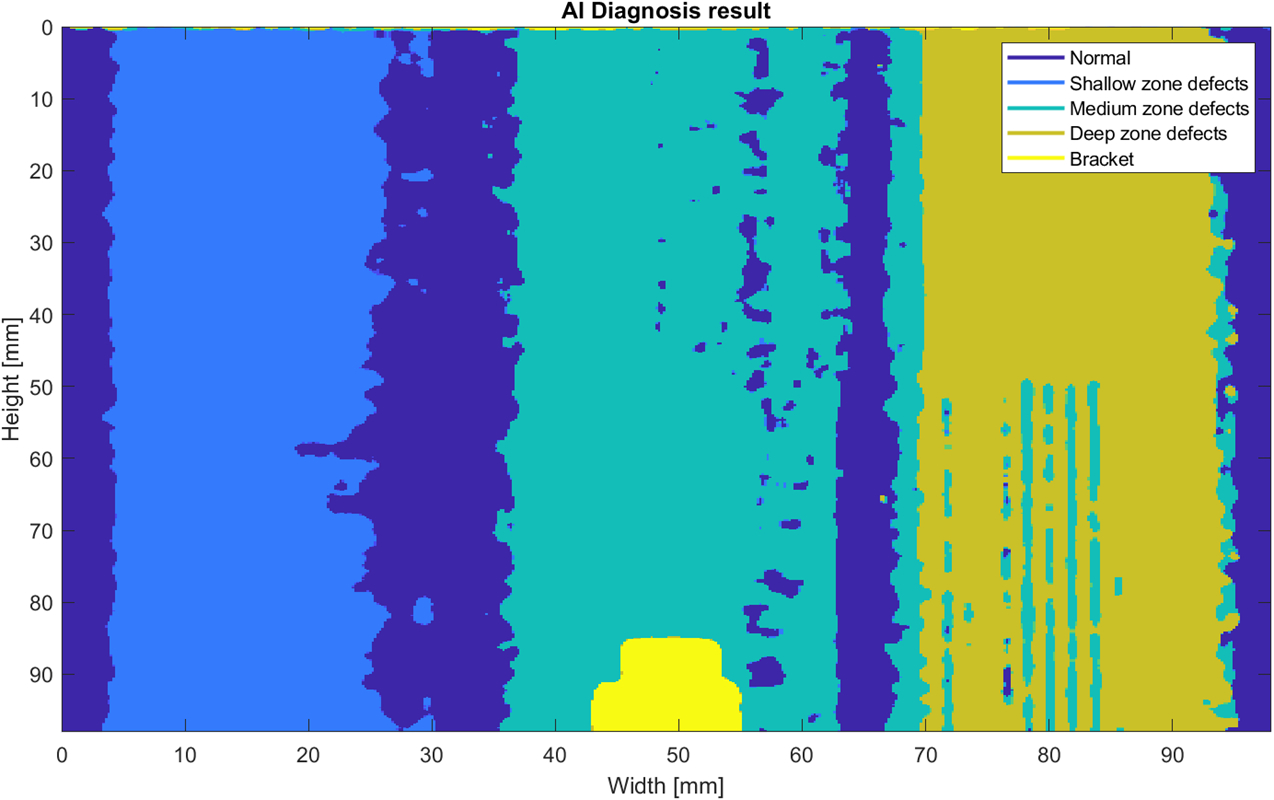 AI Diagnosis result
Normal
Shallow zone defects
Medium zone defects
Deep zone defects
Bracket
Height [mm]
0
10
20
30
40
50
60
70
80
90
0 10 20 30 40 50 60 70 80 90
Width [mm]